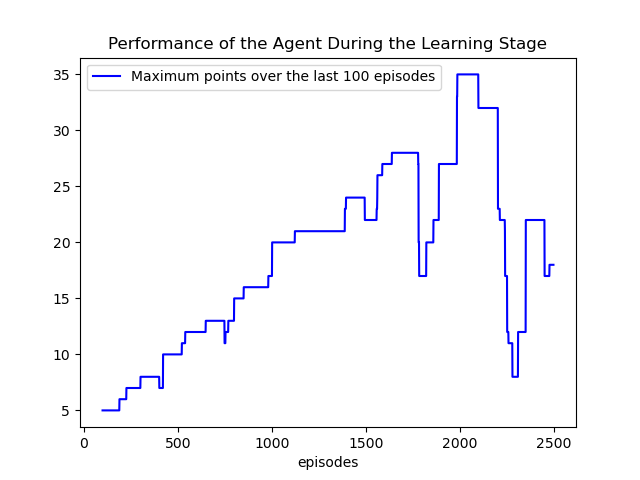 Performance of the Agent During the Learning Stage
Maximum points over the last 100 episodes
35
30
25
20
15
10
5
0 500 1000 1500 2000 2500
episodes